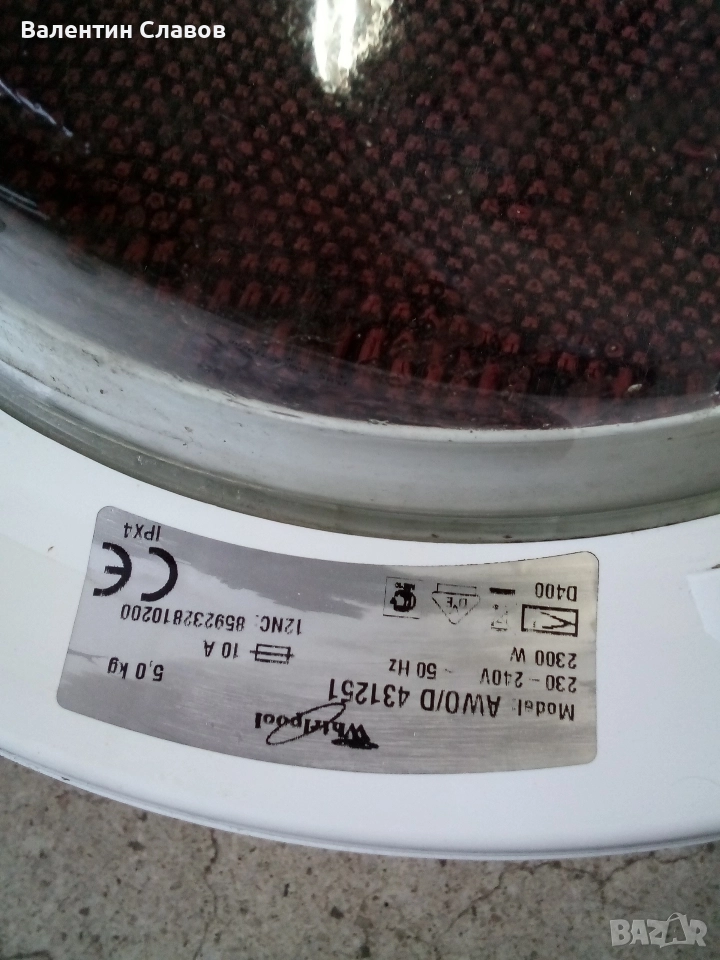 Валентин Славов
Whirlpool
Model: AWO/D 431251
230 - 240V ~ 50 Hz
2300 W
10 A
5,0 kg
12NC: 859232810200
D400
IPX4
CE
BAZAR